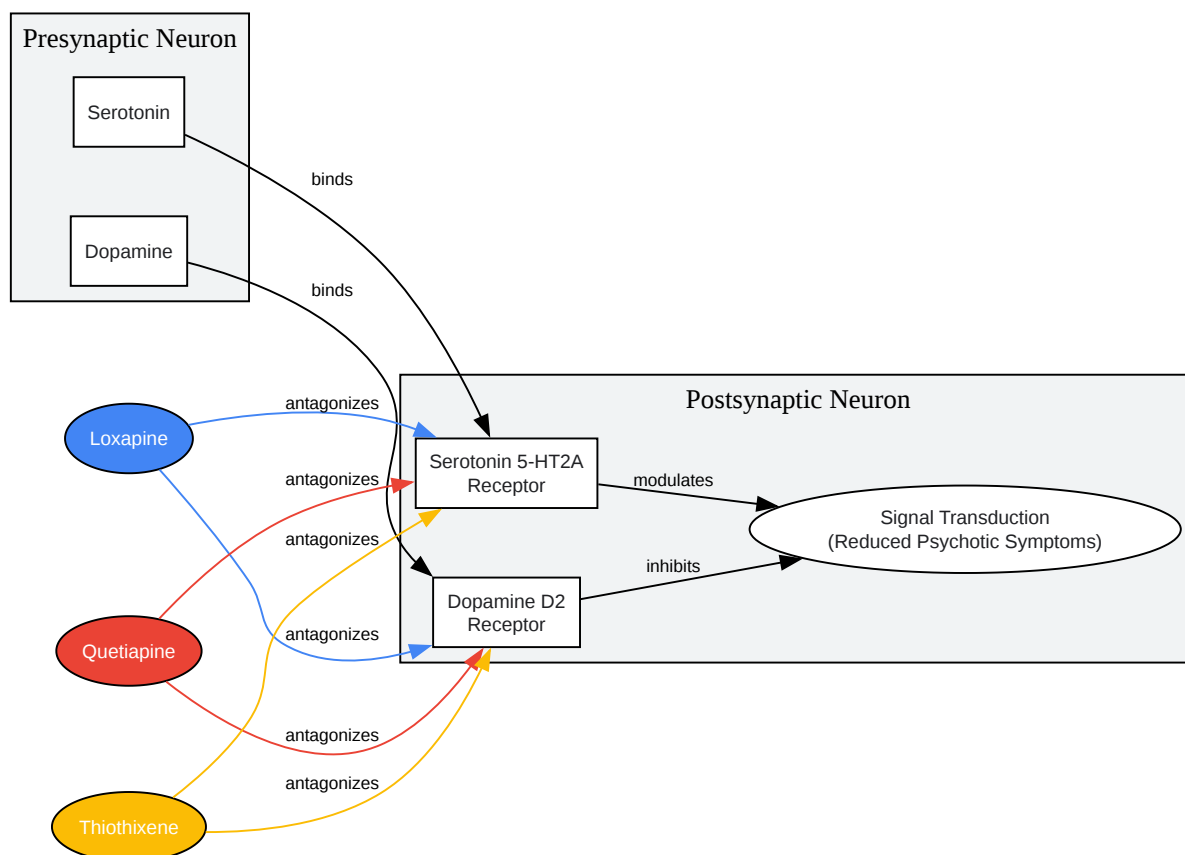 Presynaptic Neuron
Serotonin
binds
Dopamine
binds
Postsynaptic Neuron
Loxapine
antagonizes
Serotonin 5-HT2A
Receptor
antagonizes
modulates
Signal Transduction
(Reduced Psychotic Symptoms)
antagonizes
inhibits
Dopamine D2
Receptor
antagonizes
Quetiapine
antagonizes
antagonizes
Thiothixene